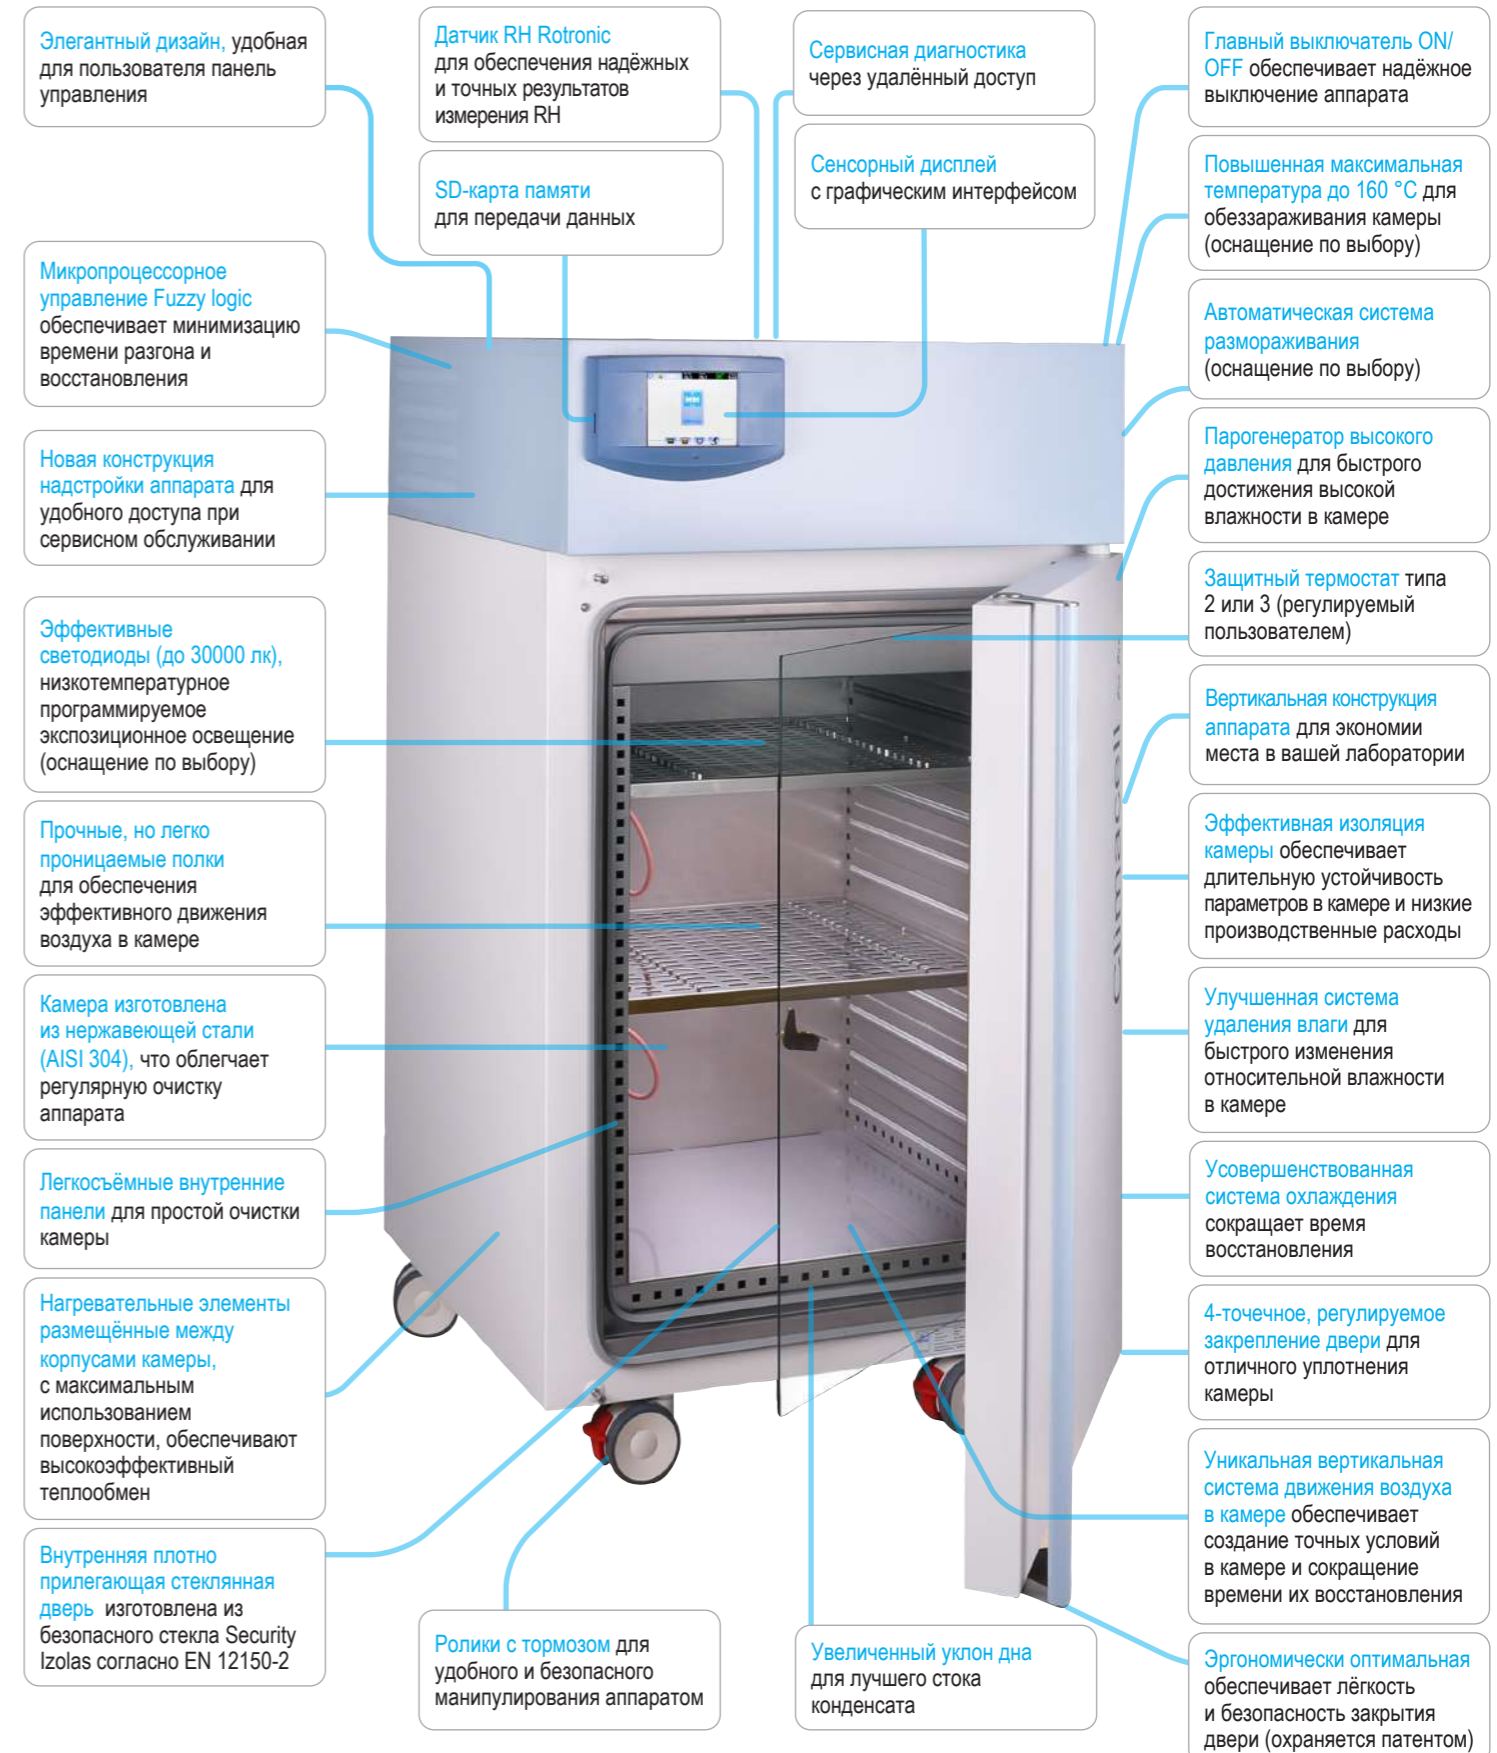 Элегантный дизайн, удобная
для пользователя панель
управления
Датчик RH Rotronic
для обеспечения надёжных
и точных результатов
измерения RH
SD-карта памяти
для передачи данных
Сервисная диагностика
через удалённый доступ
Сенсорный дисплей
с графическим интерфейсом
Главный выключатель ON/
OFF обеспечивает надёжное
выключение аппарата
Повышенная максимальная
температура до 160 °C для
обеззараживания камеры
(оснащение по выбору)
Автоматическая система
размораживания
(оснащение по выбору)
Парогенератор высокого
давления для быстрого
достижения высокой
влажности в камере
Защитный термостат типа
2 или 3 (регулируемый
пользователем)
Вертикальная конструкция
аппарата для экономии
места в вашей лаборатории
Эффективная изоляция
камеры обеспечивает
длительную устойчивость
параметров в камере и низкие
производственные расходы
Улучшенная система
удаления влаги для
быстрого изменения
относительной влажности
в камере
Усовершенствованная
система охлаждения
сокращает время
восстановления
4-точечное, регулируемое
закрепление двери для
отличного уплотнения
камеры
Уникальная вертикальная
система движения воздуха
в камере обеспечивает
создание точных условий
в камере и сокращение
времени их восстановления
Эргономически оптимальная
обеспечивает лёгкость
и безопасность закрытия
двери (охраняется патентом)
Микропроцессорное
управление Fuzzy logic
обеспечивает минимизацию
времени разгона и
восстановления
Новая конструкция
надстройки аппарата для
удобного доступа при
сервисном обслуживании
Эффективные
светодиоды (до 30000 лк),
низкотемпературное
программируемое
экспозиционное освещение
(оснащение по выбору)
Прочные, но легко
проницаемые полки
для обеспечения
эффективного движения
воздуха в камере
Камера изготовлена
из нержавеющей стали
(AISI 304), что облегчает
регулярную очистку
аппарата
Легкосъёмные внутренние
панели для простой очистки
камеры
Нагревательные элементы
размещённые между
корпусами камеры,
с максимальным
использованием
поверхности, обеспечивают
высокоэффективный
теплообмен
Внутренняя плотно
прилегающая стеклянная
дверь изготовлена из
безопасного стекла Security
Izolas согласно EN 12150-2
Ролики с тормозом для
удобного и безопасного
манипулирования аппаратом
Увеличенный уклон дна
для лучшего стока
конденсата